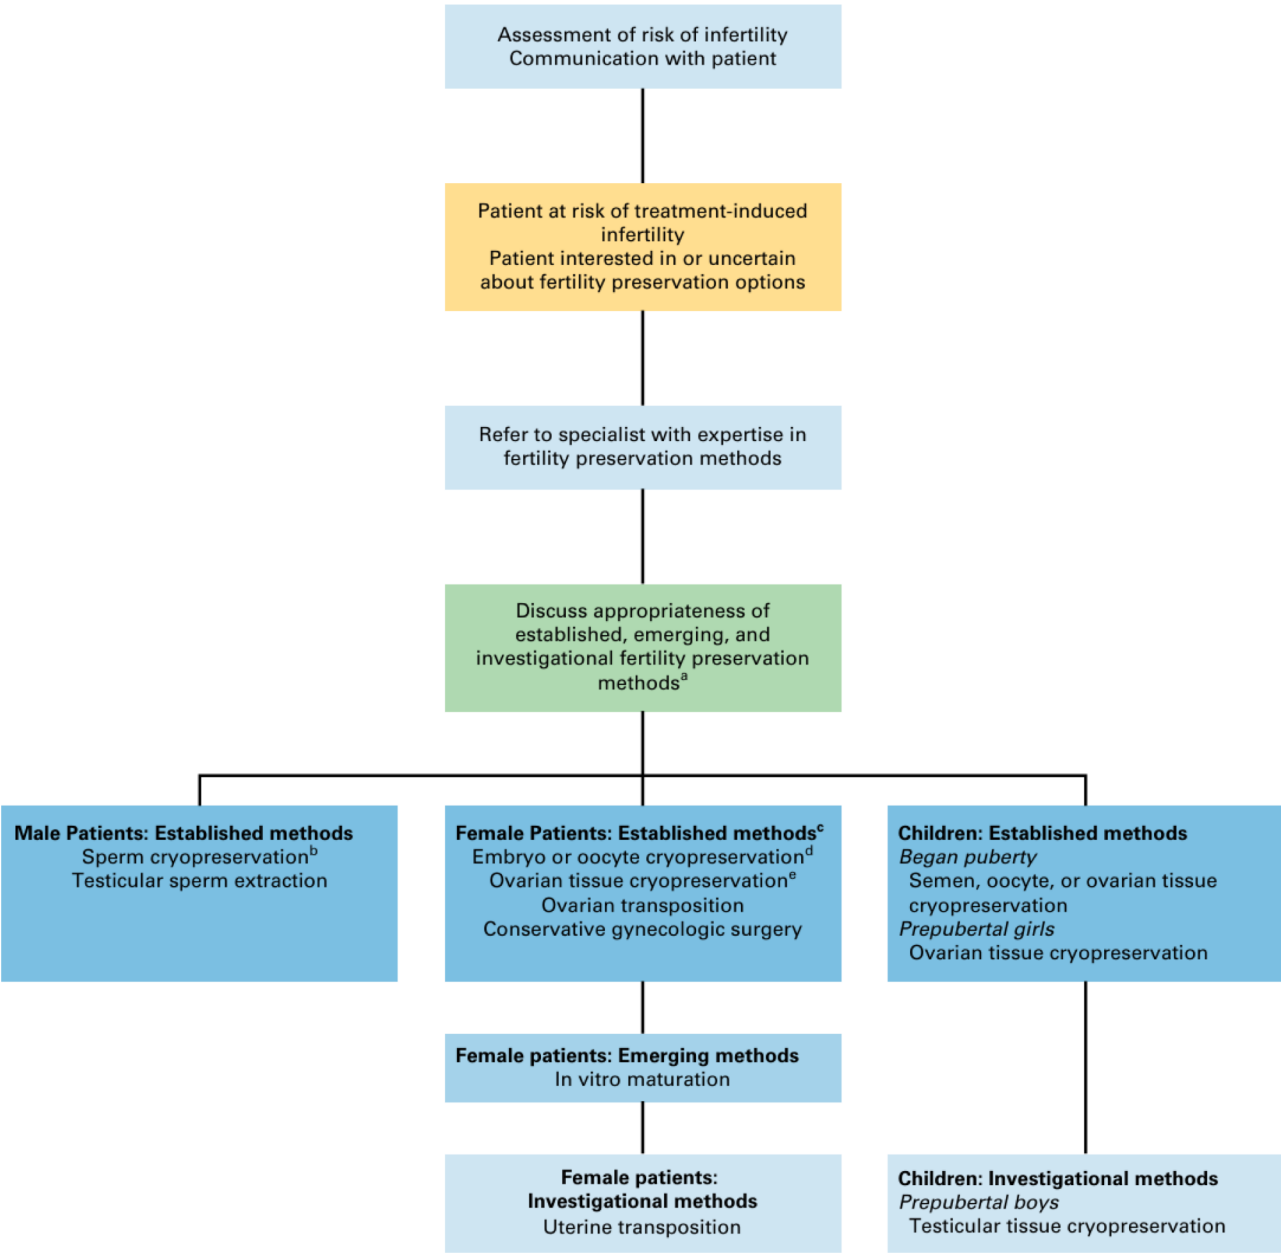 Assessment of risk of infertility
Communication with patient
Patient at risk of treatment-induced
infertility
Patient interested in or uncertain
about fertility preservation options
Refer to specialist with expertise in
fertility preservation methods
Discuss appropriateness of
established, emerging, and
investigational fertility preservation
methodsᵃ
Male Patients: Established methods
Sperm cryopreservationᵇ
Testicular sperm extraction
Female Patients: Established methodsᶜ
Embryo or oocyte cryopreservationᵈ
Ovarian tissue cryopreservationᵉ
Ovarian transposition
Conservative gynecologic surgery
Children: Established methods
Began puberty
Semen, oocyte, or ovarian tissue
cryopreservation
Prepubertal girls
Ovarian tissue cryopreservation
Female patients: Emerging methods
In vitro maturation
Female patients:
Investigational methods
Uterine transposition
Children: Investigational methods
Prepubertal boys
Testicular tissue cryopreservation